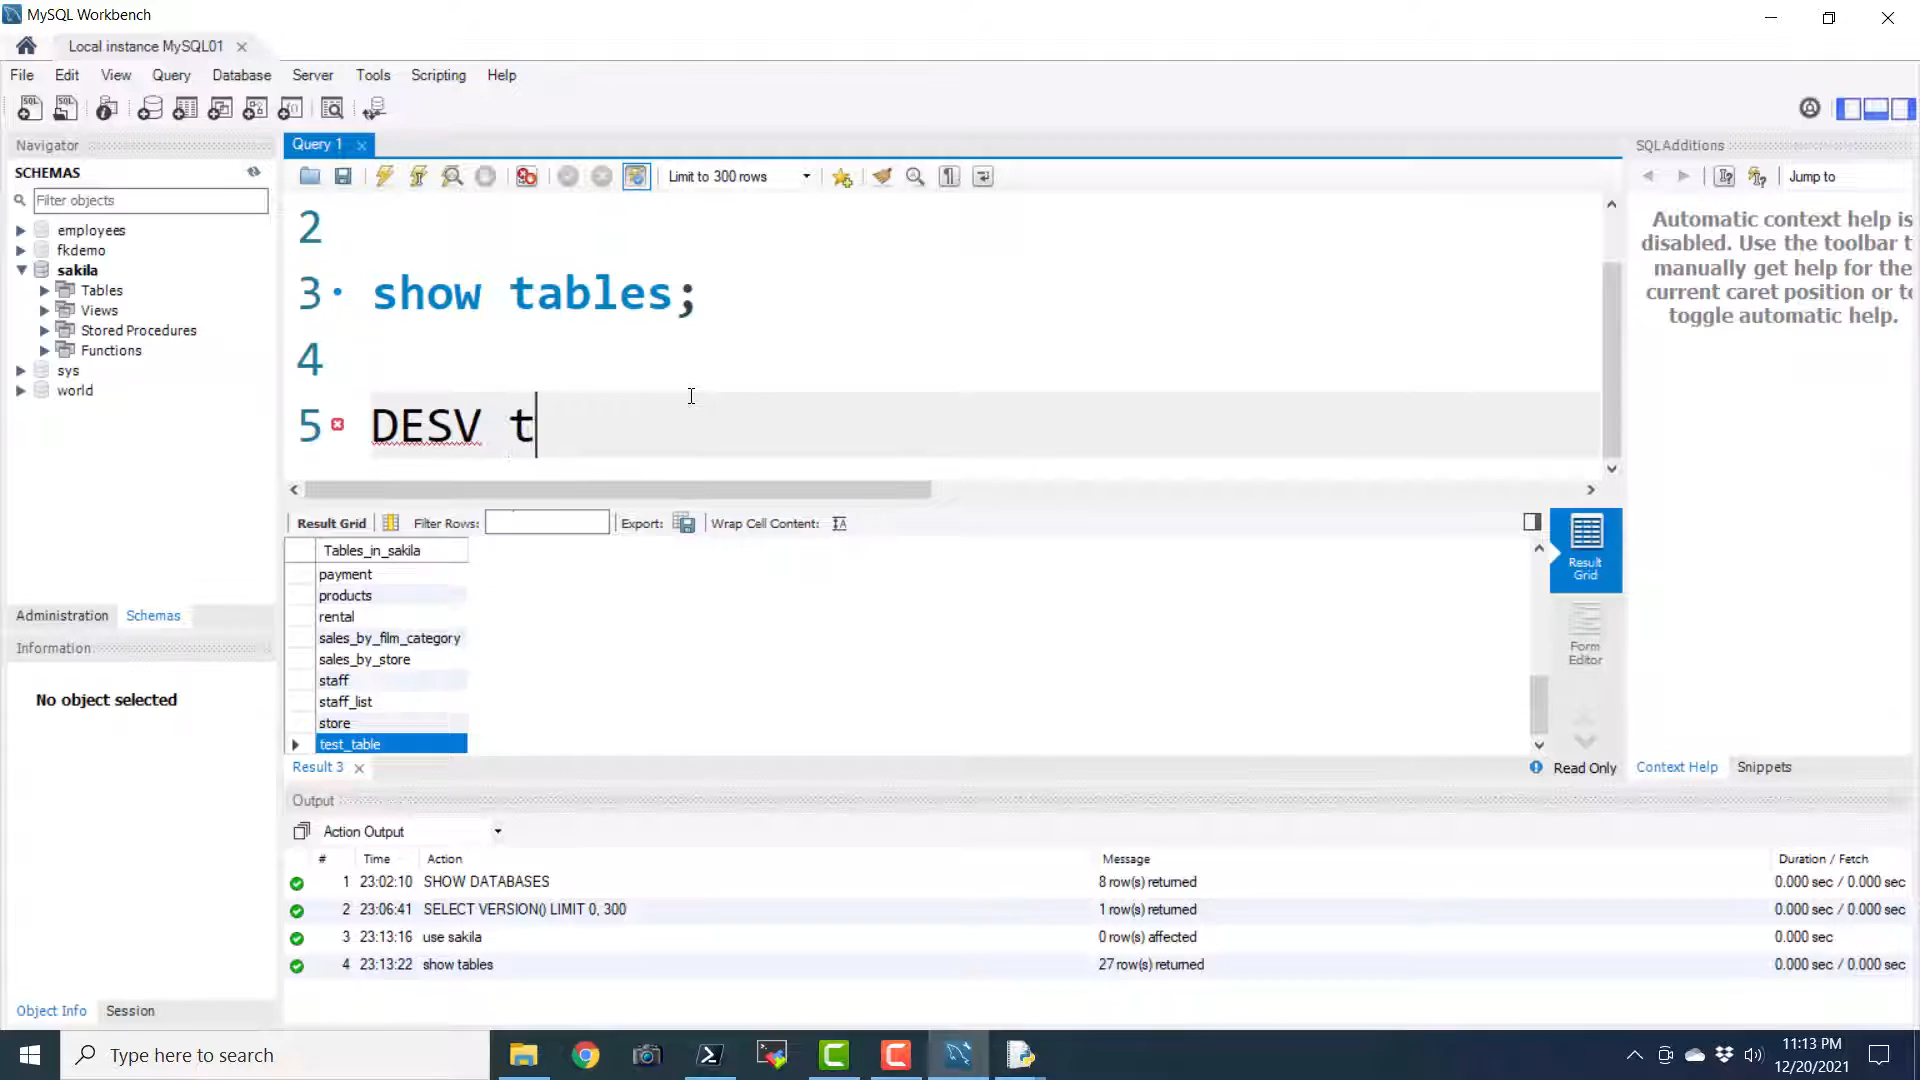 MySQL Workbench
Local instance MySQL01
File Edit View Query Database Server Tools Scripting Help
Navigator
SCHEMAS
Filter objects
employees
fkdemo
sakila
Tables
Views
Stored Procedures
Functions
sys
world
Administration Schemas
Information
No object selected
Object Info Session
Query 1
Limit to 300 rows
2
3 show tables;
4
5 DESV t
Result Grid Filter Rows: Export: Wrap Cell Content:
Tables_in_sakila
payment
products
rental
sales_by_film_category
sales_by_store
staff
staff_list
store
test_table
Result Grid
Form Editor
Result 3
Read Only
SQLAdditions
Jump to
Automatic context help is
disabled. Use the toolbar t
manually get help for the
current caret position or to
toggle automatic help.
Context Help Snippets
Output
Action Output
# Time Action Message Duration / Fetch
1 23:02:10 SHOW DATABASES 8 row(s) returned 0.000 sec / 0.000 sec
2 23:06:41 SELECT VERSION() LIMIT 0, 300 1 row(s) returned 0.000 sec / 0.000 sec
3 23:13:16 use sakila 0 row(s) affected 0.000 sec
4 23:13:22 show tables 27 row(s) returned 0.000 sec / 0.000 sec
Type here to search
11:13 PM
12/20/2021